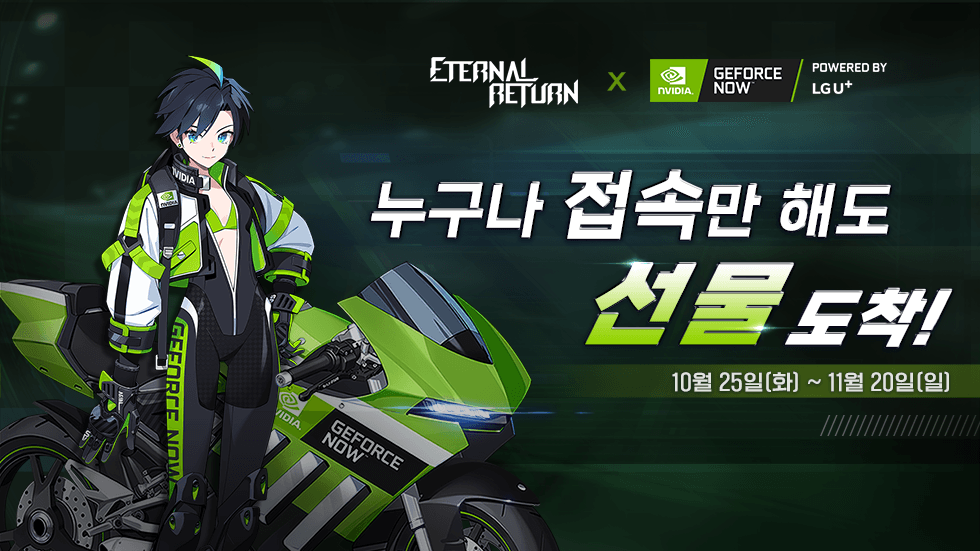 ETERNAL
RETURN
X
NVIDIA.
GEFORCE
NOW
POWERED BY
LG U+
누구나 접속만 해도
선물 도착!
10월 25일(화) ~ 11월 20일(일)
NVIDIA
NVIDIA
GEFORCE NOW
NVIDIA.
GEFORCE
NOW